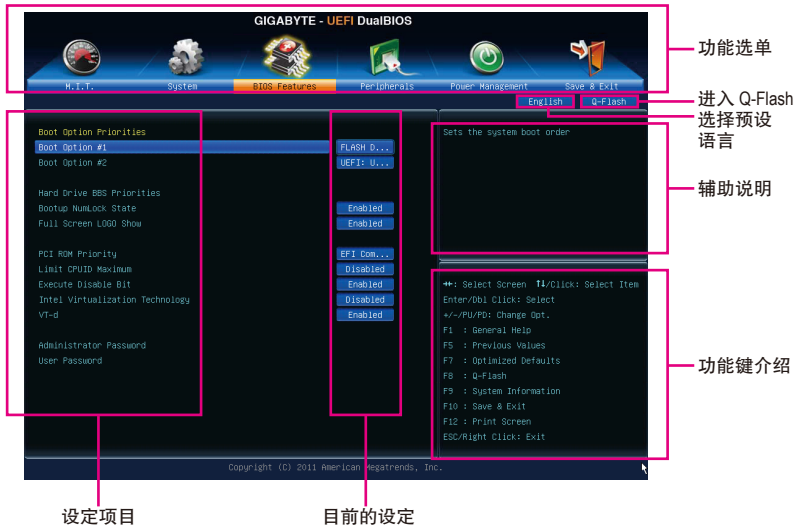 GIGABYTE - UEFI DualBIOS
功能选单
M.I.T.
System
BIOS Features
Peripherals
Power Management
Save & Exit
English
Q-Flash
进入 Q-Flash
选择预设
语言
Boot Option Priorities
Boot Option #1
FLASH D...
Boot Option #2
UEFI: U...
Hard Drive BBS Priorities
Bootup NumLock State
Enabled
Full Screen LOGO Show
Enabled
PCI ROM Priority
EFI Com...
Limit CPUID Maximum
Disabled
Execute Disable Bit
Enabled
Intel Virtualization Technology
Disabled
VT-d
Enabled
Administrator Password
User Password
Sets the system boot order
辅助说明
→←: Select Screen ↑↓/Click: Select Item
Enter/Dbl Click: Select
+/-/PU/PD: Change Opt.
F1 : General Help
F5 : Previous Values
F7 : Optimized Defaults
F8 : Q-Flash
F9 : System Information
F10 : Save & Exit
F12 : Print Screen
ESC/Right Click: Exit
功能键介绍
Copyright (C) 2011 American Megatrends, Inc.
设定项目
目前的设定